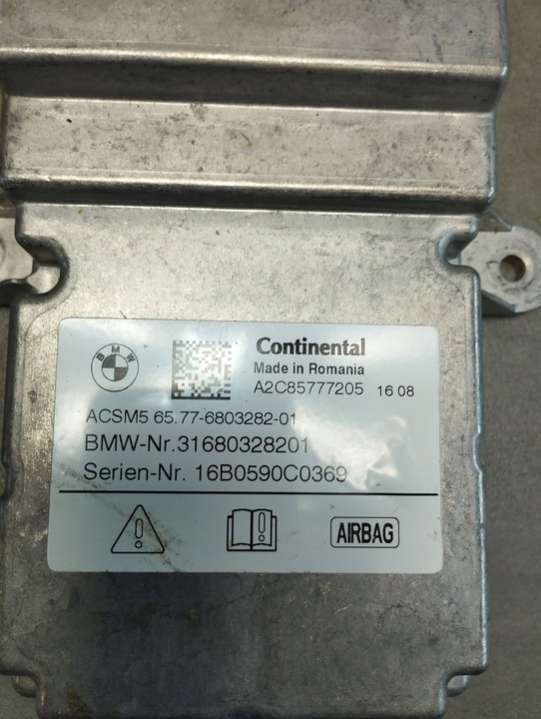 BMW
Continental
Made in Romania
A2C85777205 16 08
ACSM5 65.77-6803282-01
BMW-Nr.31680328201
Serien-Nr. 16B0590C0369
AIRBAG